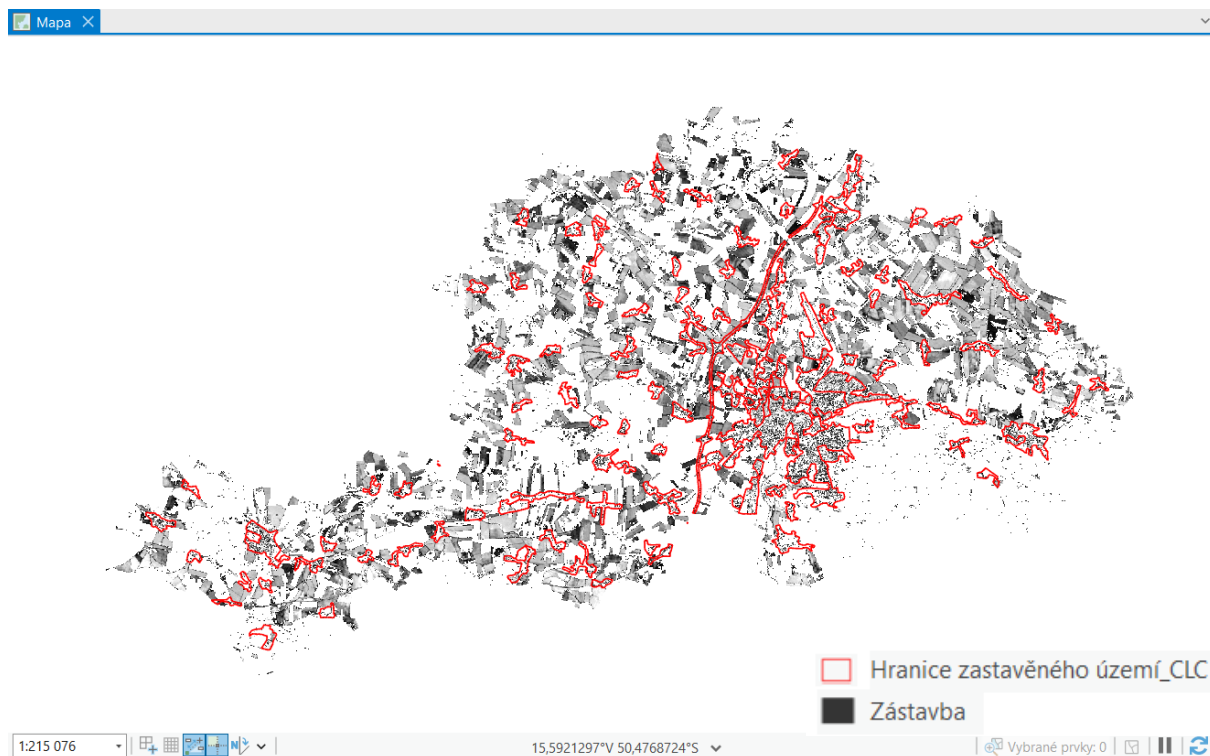 Mapa
Hranice zastavěného území_CLC
Zástavba
1:215 076
N
15,5921297°V 50,4768724°S
Vybrané prvky: 0